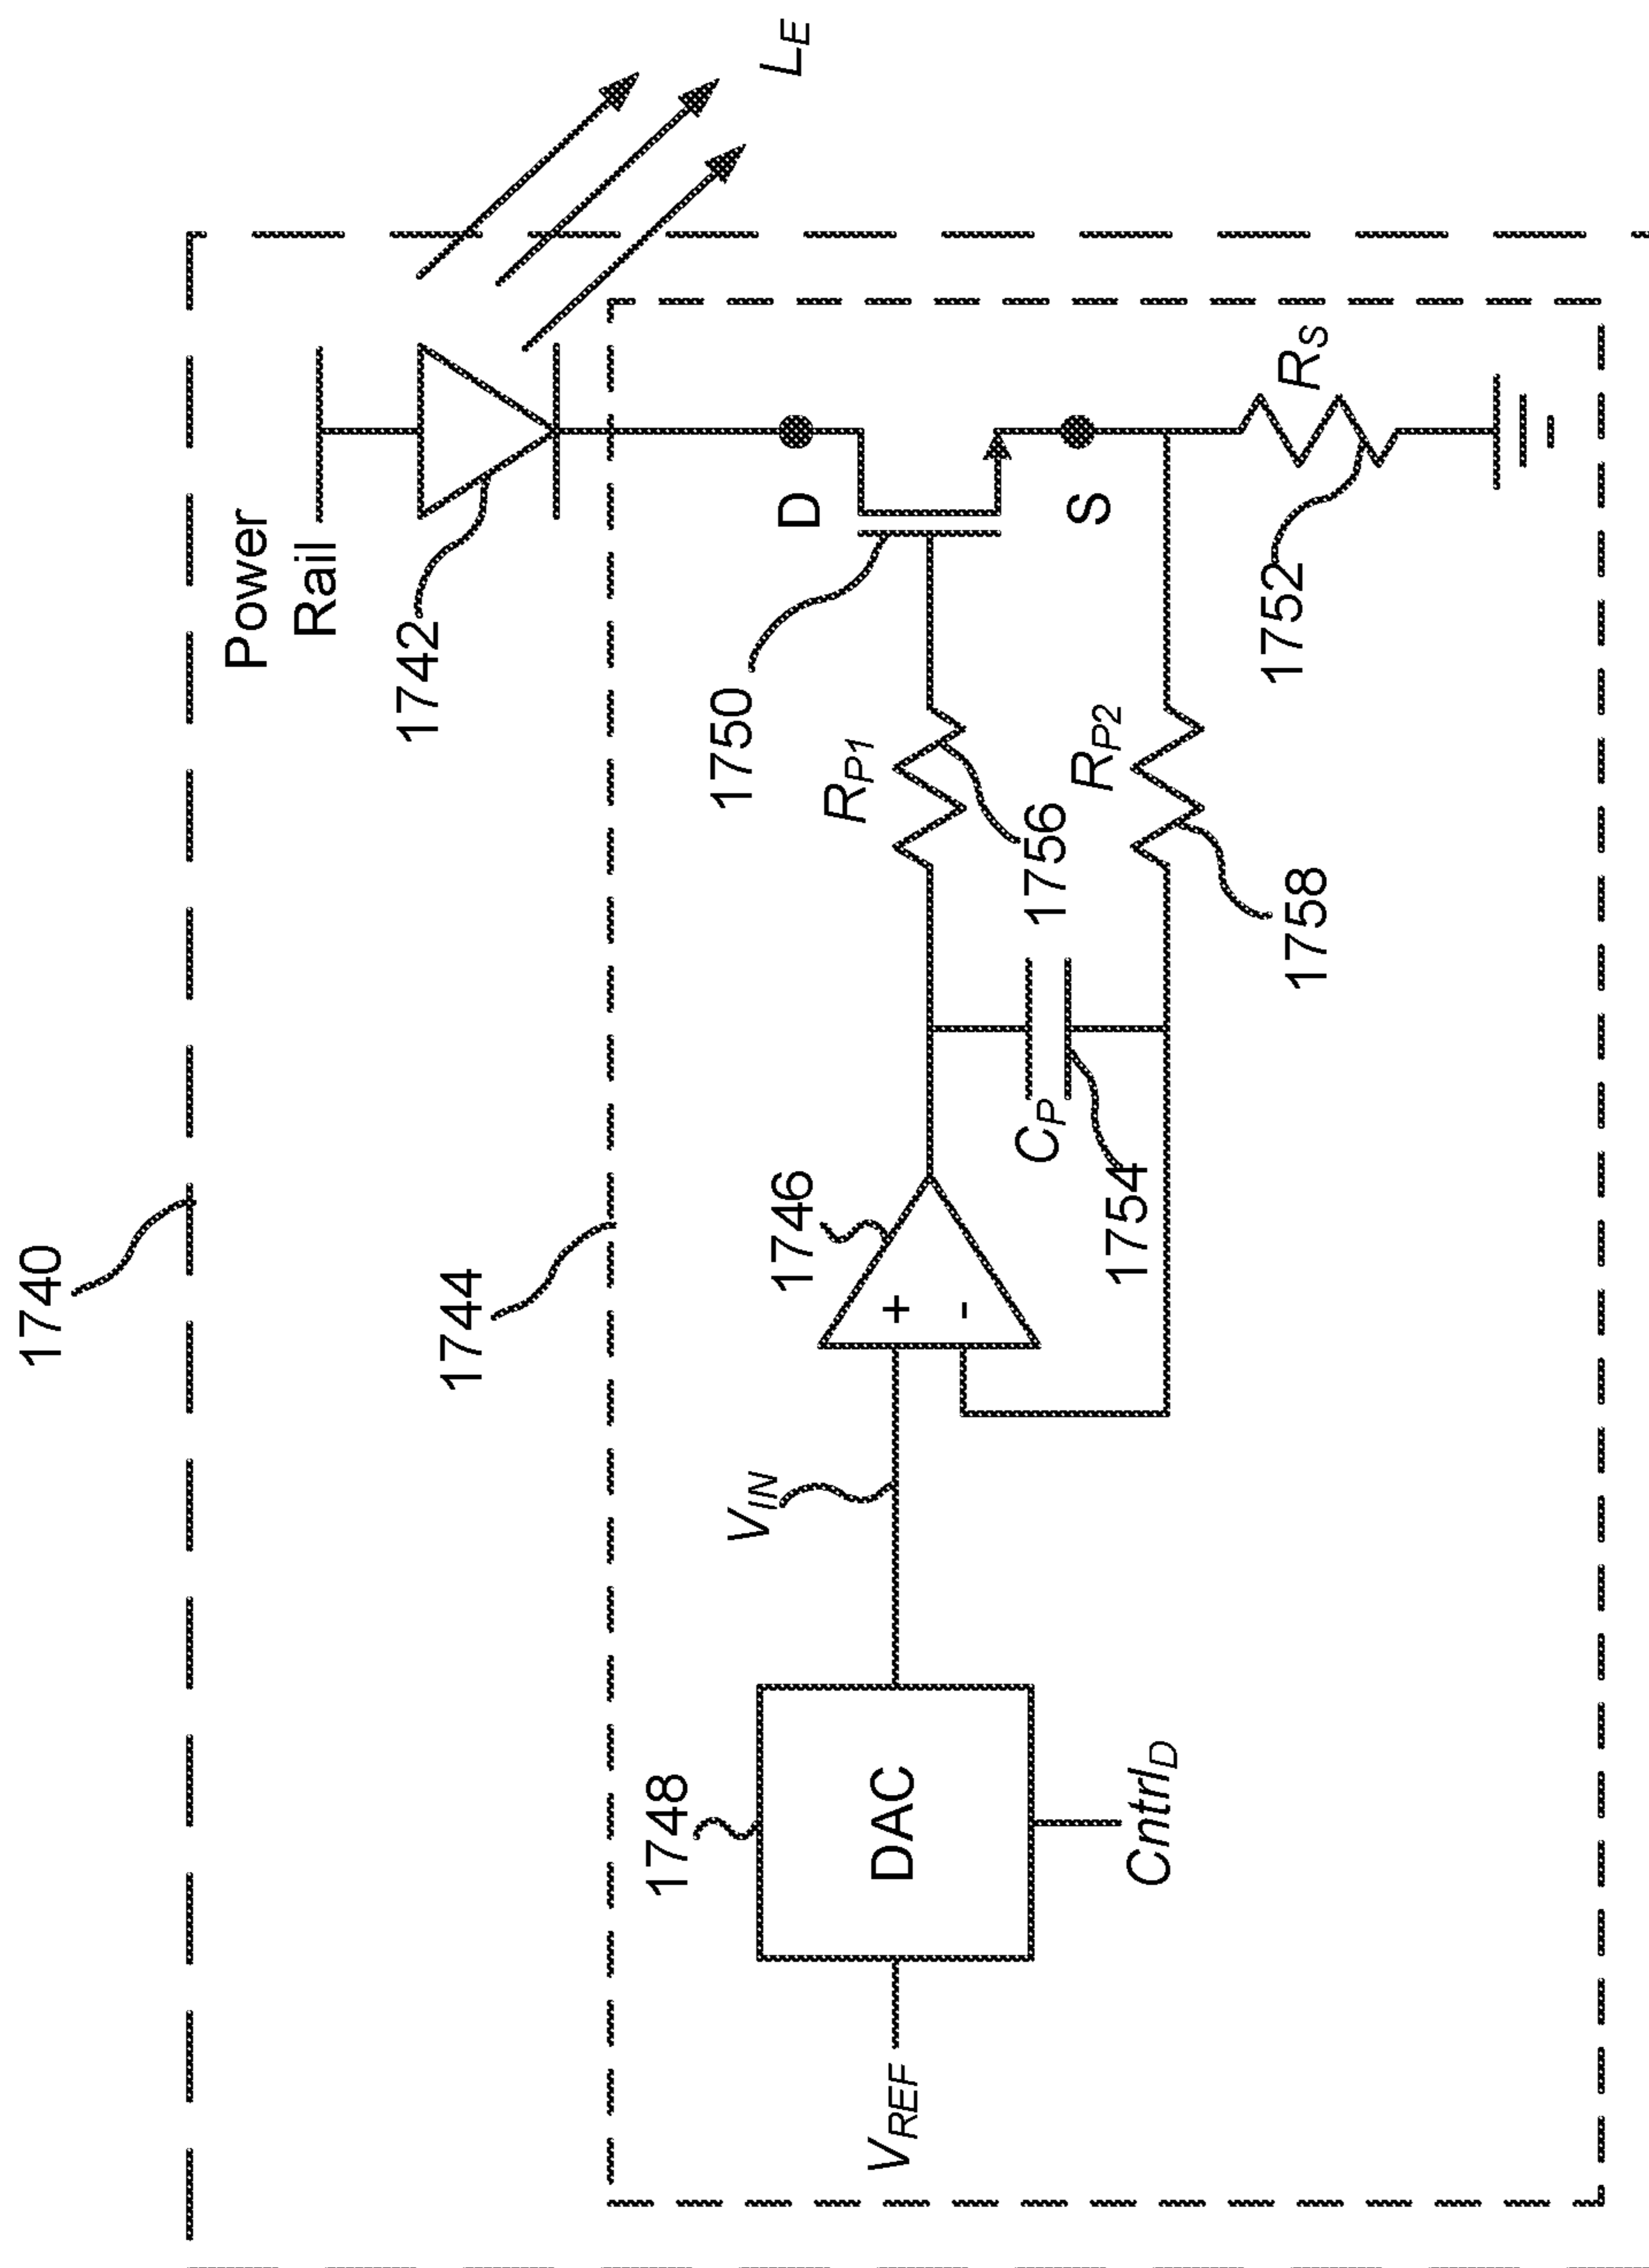 1740
Power
Rail
1742
L_E
1744
1750
D
S
R_S
1752
R_P1
1756
R_P2
1758
C_P
1754
1746
+
-
V_IN
1748
DAC
Cntrl_D
V_REF